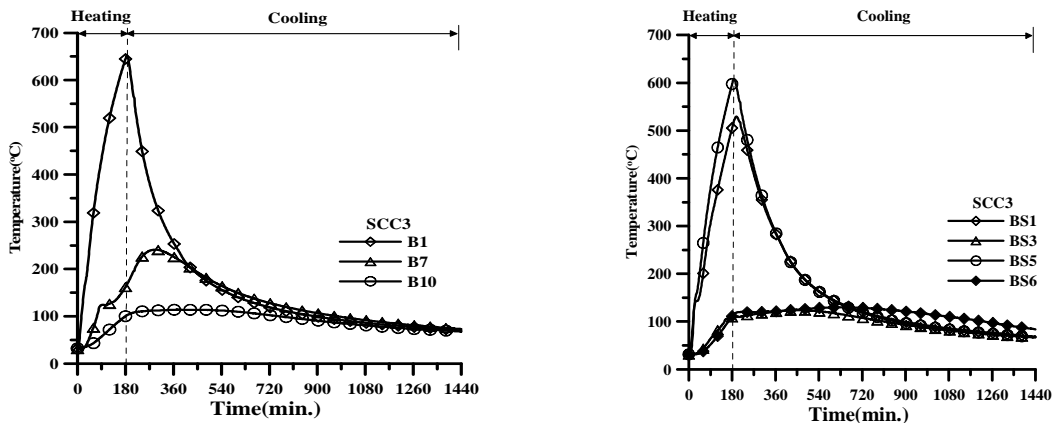 Heating Cooling
700
600
500
400
300
200
100
0
Temperature(°C)
SCC3
B1
B7
B10
0 180 360 540 720 900 1080 1260 1440
Time(min.)
Heating Cooling
700
600
500
400
300
200
100
0
Temperature(°C)
SCC3
BS1
BS3
BS5
BS6
0 180 360 540 720 900 1080 1260 1440
Time(min.)